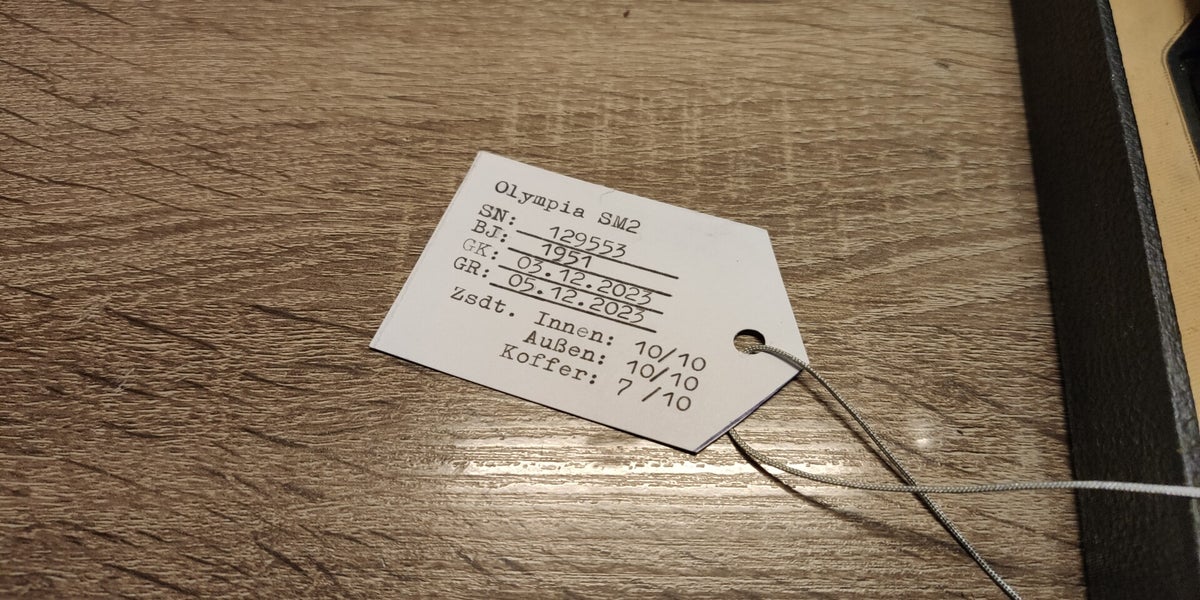 Olympia SM2
SN: 129553
BJ: 1951
GK: 03.12.2023
GR: 05.12.2023
Zsdt. Innen: 10/10
Außen: 10/10
Koffer: 7 /10